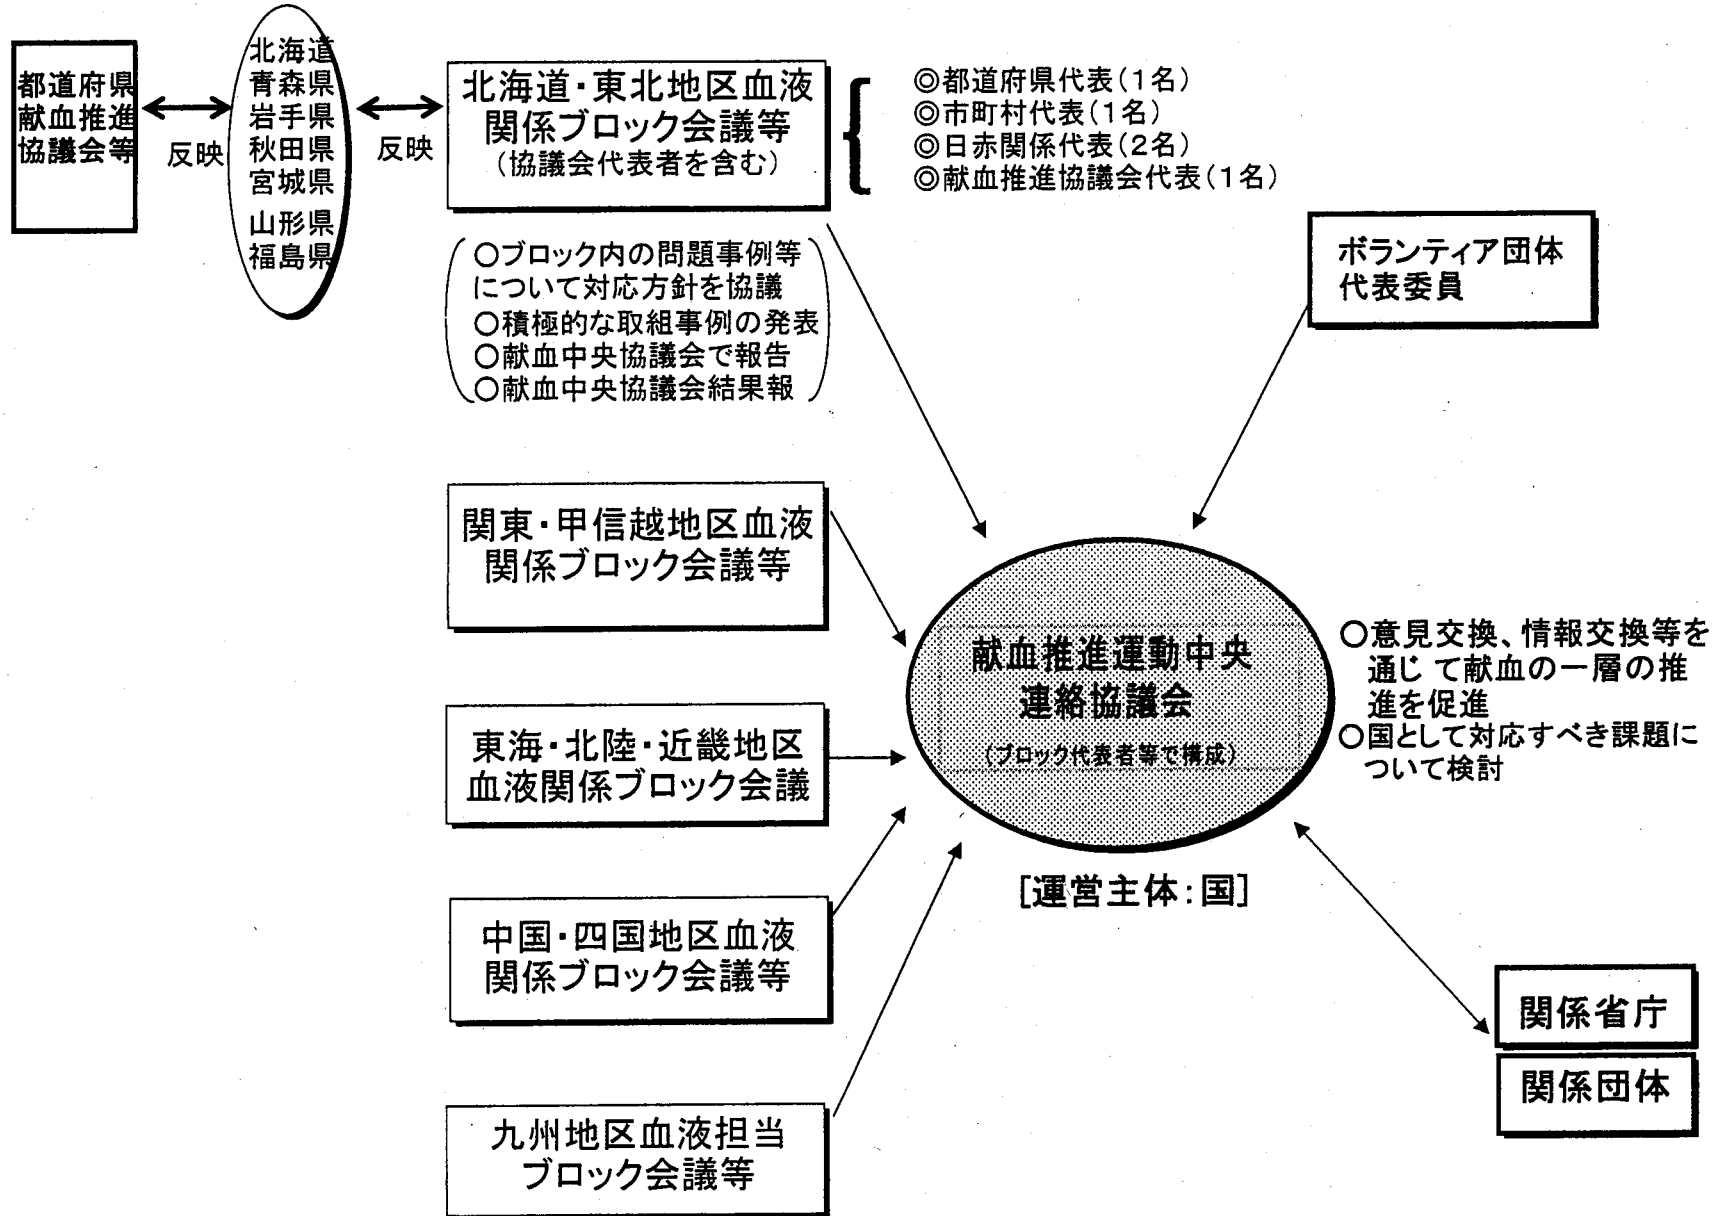 都道府県
献血推進
協議会等
反映
北海道
青森県
岩手県
秋田県
宮城県
山形県
福島県
反映
北海道・東北地区血液
関係ブロック会議等
（協議会代表者を含む）
◎都道府県代表（1名）
◎市町村代表（1名）
◎日赤関係代表（2名）
◎献血推進協議会代表（1名）
○ブロック内の問題事例等
について対応方針を協議
○積極的な取組事例の発表
○献血中央協議会で報告
○献血中央協議会結果報
ボランティア団体
代表委員
関東・甲信越地区血液
関係ブロック会議等
東海・北陸・近畿地区
血液関係ブロック会議
中国・四国地区血液
関係ブロック会議等
九州地区血液担当
ブロック会議等
献血推進運動中央
連絡協議会
（ブロック代表者等で構成）
［運営主体：国］
○意見交換、情報交換等を
通じて献血の一層の推
進を促進
○国として対応すべき課題に
ついて検討
関係省庁
関係団体